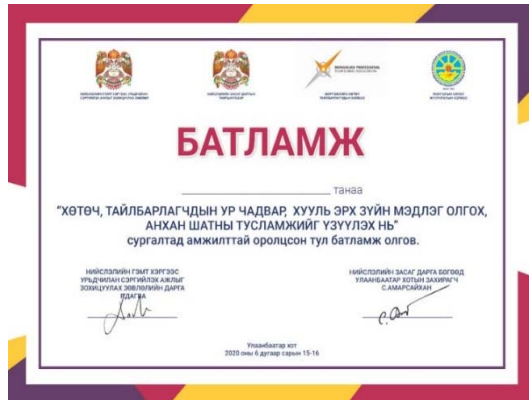 БАТЛАМЖ
танаа
“ХӨТӨЧ, ТАЙЛБАРЛАГЧДЫН УР ЧАДВАР, ХУУЛЬ ЭРХ ЗҮЙН МЭДЛЭГ ОЛГОХ,
АНХАН ШАТНЫ ТУСЛАМЖИЙГ ҮЗҮҮЛЭХ НЬ”
сургалтад амжилттай оролцсон тул батламж олгов.
НИЙСЛЭЛИЙН ГЭМТ ХЭРГЭЭС
УРЬДЧИЛАН СЭРГИЙЛЭХ АЖЛЫГ
ЗОХИЦУУЛАХ ЗӨВЛӨЛИЙН ДАРГА
НИЙСЛЭЛИЙН ЗАСАГ ДАРГА БӨГӨӨД
УЛААНБААТАР ХОТЫН ЗАХИРАГЧ
С.АМАРСАЙХАН
Улаанбаатар хот
2020 оны 6 дугаар сарын 15-16